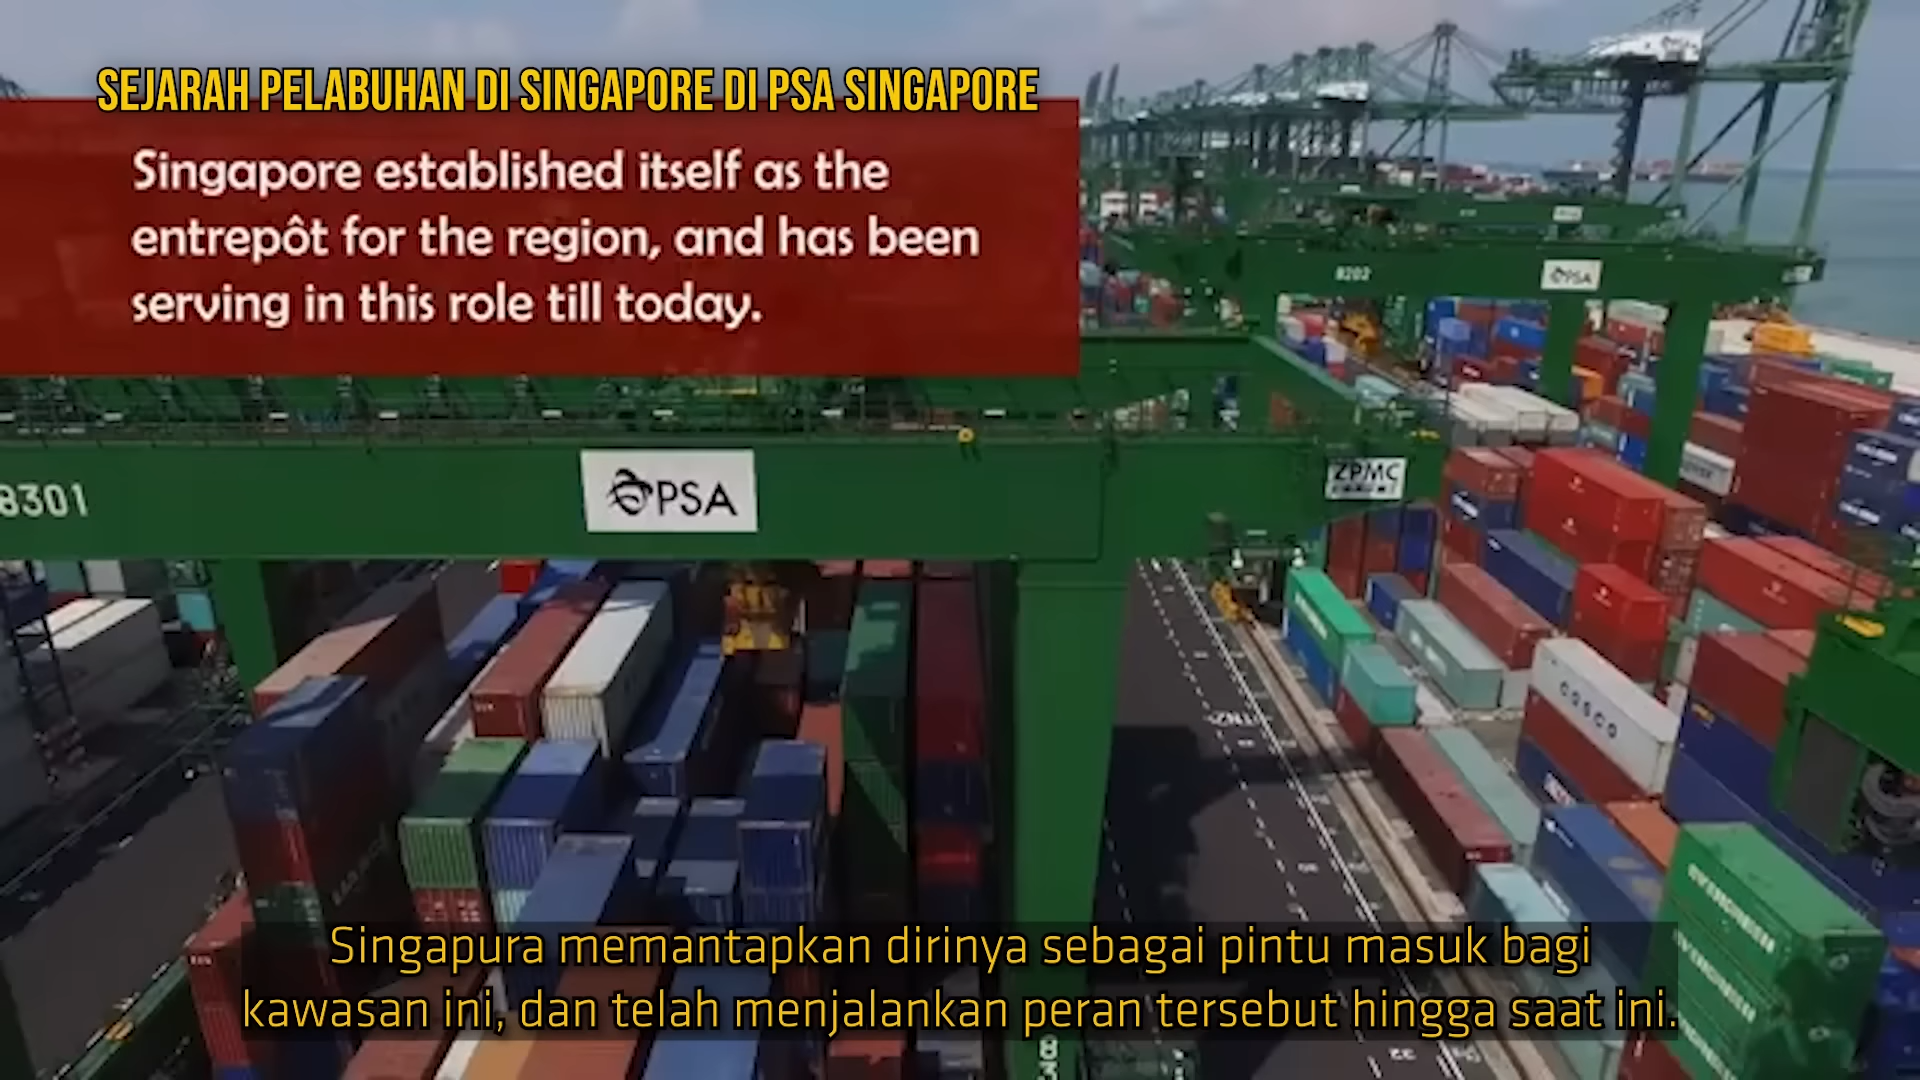 SEJARAH PELABUHAN DI SINGAPORE DI PSA SINGAPORE
Singapore established itself as the
entrepôt for the region, and has been
serving in this role till today.
8202
PSA
8301
PSA
ZPMC
COSCO
EVERGREEN
Singapura memantapkan dirinya sebagai pintu masuk bagi
kawasan ini, dan telah menjalankan peran tersebut hingga saat ini.